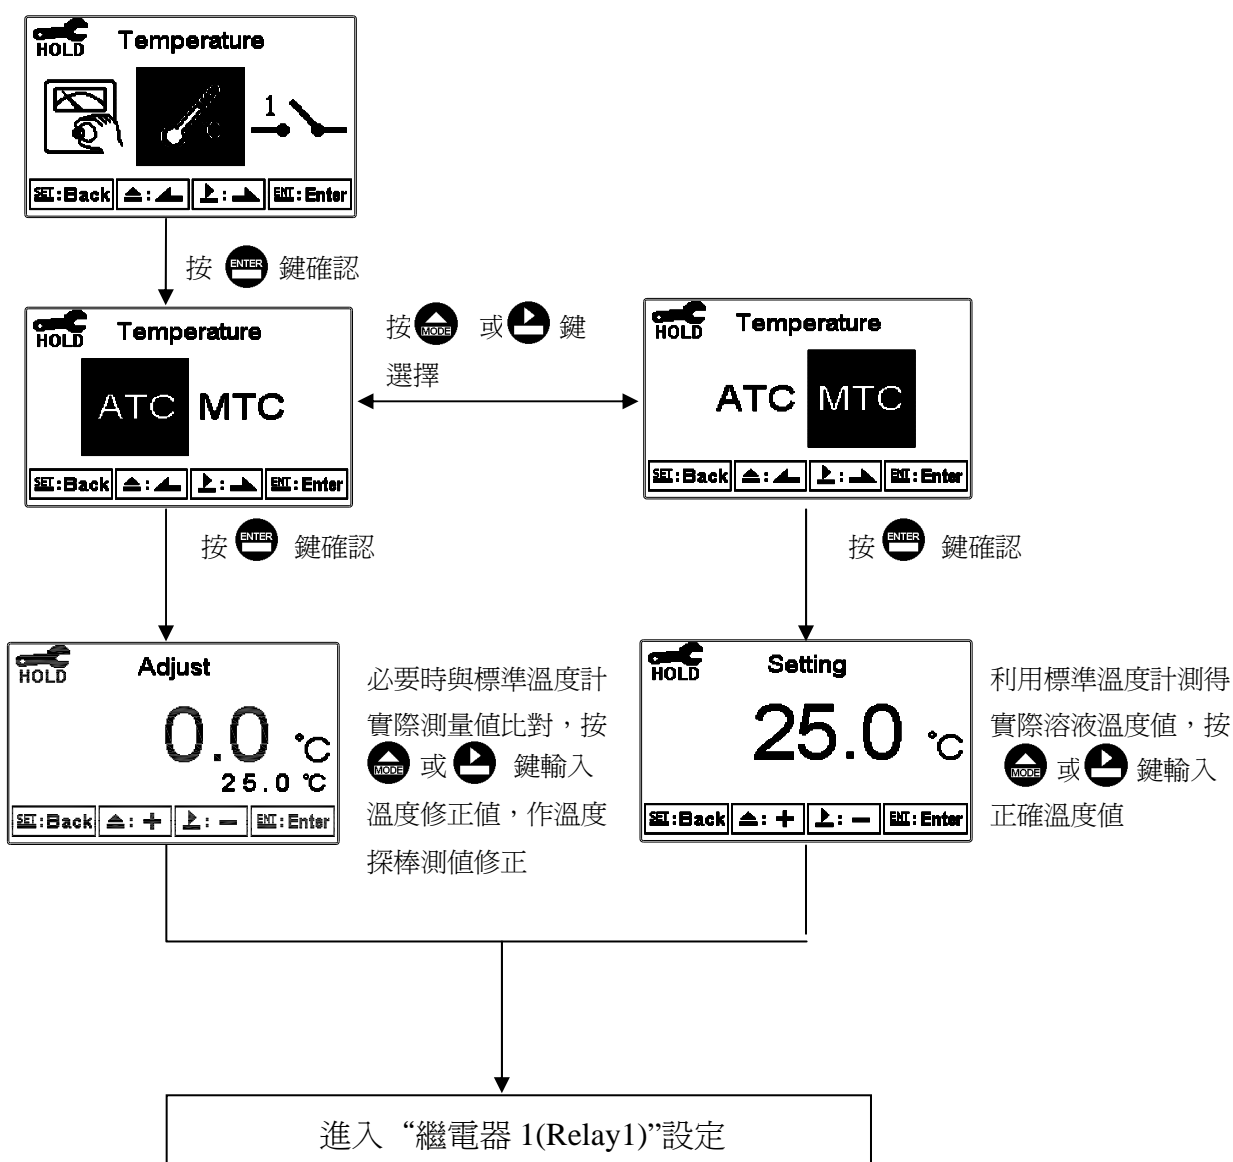 HOLD Temperature
1
SET:Back
ENT:Enter
按 ENTER 鍵確認
HOLD Temperature
ATC MTC
SET:Back
ENT:Enter
按 MODE 或 鍵
選擇
HOLD Temperature
ATC MTC
SET:Back
ENT:Enter
按 ENTER 鍵確認
按 ENTER 鍵確認
HOLD Adjust
0.0 °C
25.0 ℃
SET:Back : + : − ENT:Enter
必要時與標準溫度計
實際測量值比對,按
MODE 或 鍵輸入
溫度修正值,作溫度
探棒測值修正
HOLD Setting
25.0 °C
SET:Back : + : − ENT:Enter
利用標準溫度計測得
實際溶液溫度值,按
MODE 或 鍵輸入
正確溫度值
進入“繼電器 1(Relay1)”設定